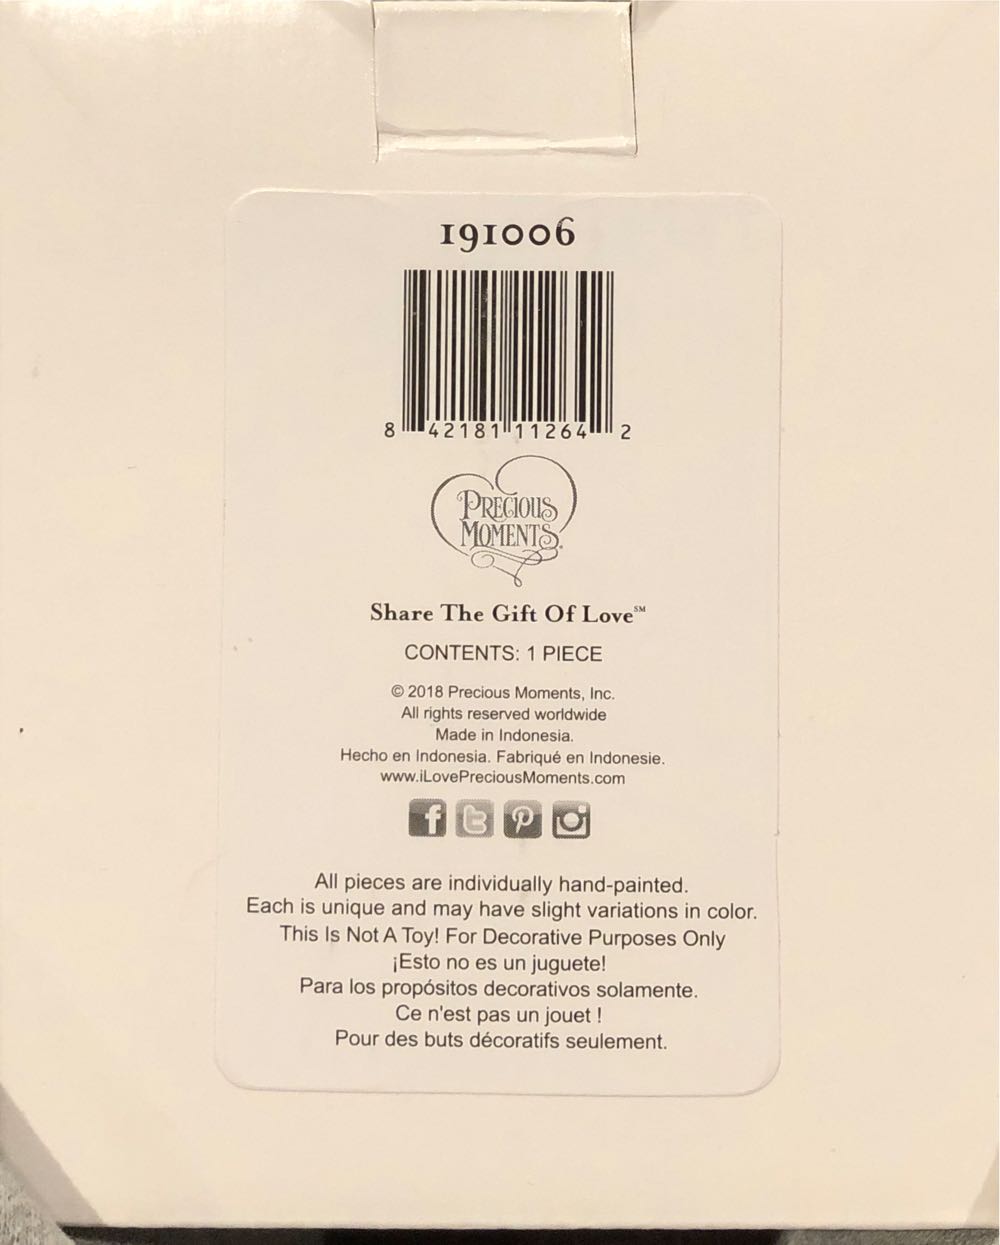 191006
8 42181 11264 2
PRECIOUS
MOMENTS®
Share The Gift Of Love℠
CONTENTS: 1 PIECE
© 2018 Precious Moments, Inc.
All rights reserved worldwide
Made in Indonesia.
Hecho en Indonesia. Fabriqué en Indonesie.
www.iLovePreciousMoments.com
All pieces are individually hand-painted.
Each is unique and may have slight variations in color.
This Is Not A Toy! For Decorative Purposes Only
¡Esto no es un juguete!
Para los propósitos decorativos solamente.
Ce n'est pas un jouet !
Pour des buts décoratifs seulement.